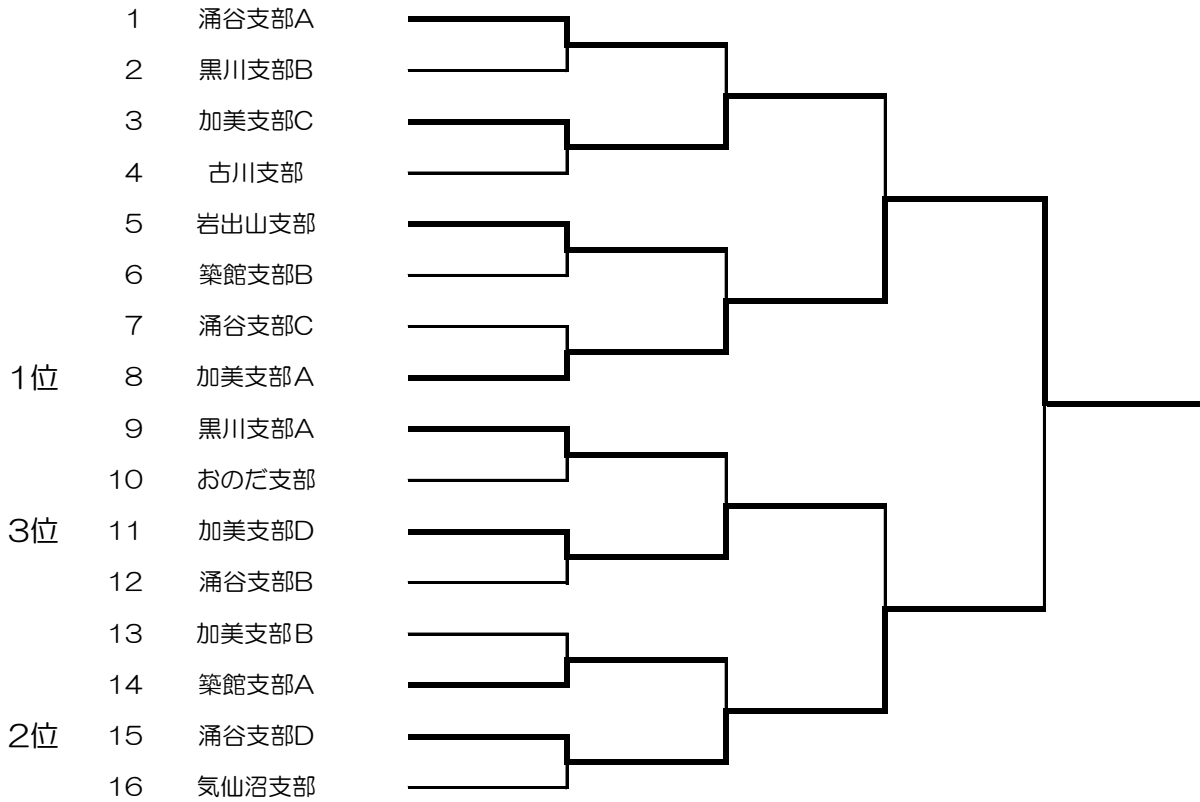 1 涌谷支部A
2 黒川支部B
3 加美支部C
4 古川支部
5 岩出山支部
6 築館支部B
7 涌谷支部C
1位 8 加美支部A
9 黒川支部A
10 おのだ支部
3位 11 加美支部D
12 涌谷支部B
13 加美支部B
14 築館支部A
2位 15 涌谷支部D
16 気仙沼支部